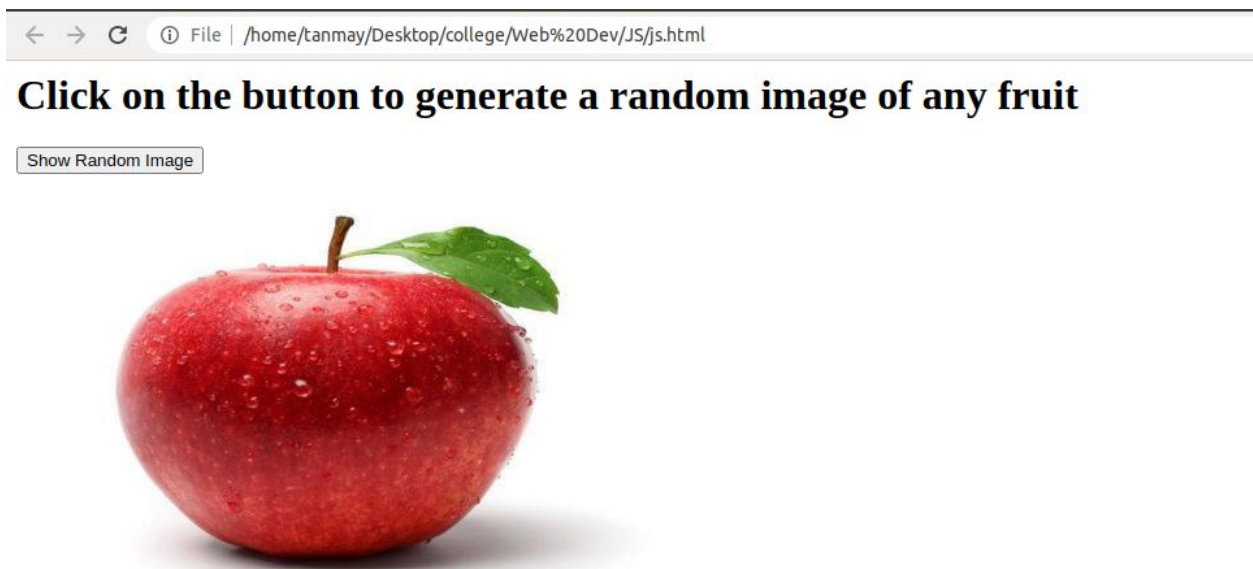 File | /home/tanmay/Desktop/college/Web%20Dev/JS/js.html
Click on the button to generate a random image of any fruit
Show Random Image